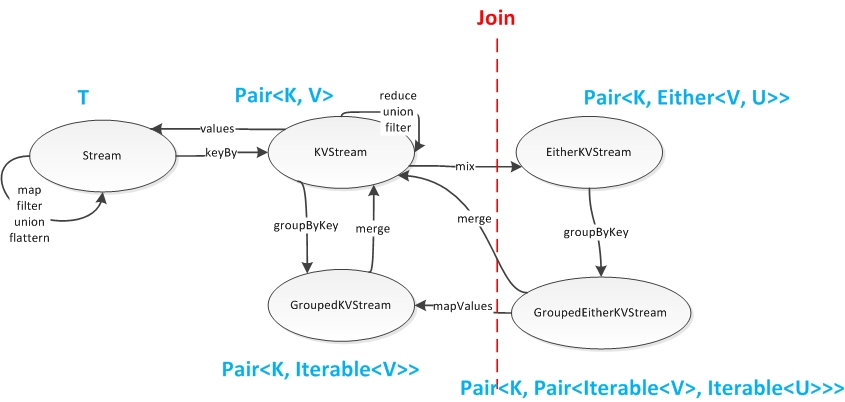 Join
T
Pair<K, V>
Pair<K, Either<V, U>>
reduce
union
filter
values
Stream
keyBy
KVStream
mix
EitherKVStream
map
filter
union
flattern
groupByKey
merge
merge
groupByKey
GroupedKVStream
mapValues
GroupedEitherKVStream
Pair<K, Iterable<V>>
Pair<K, Pair<Iterable<V>, Iterable<U>>>